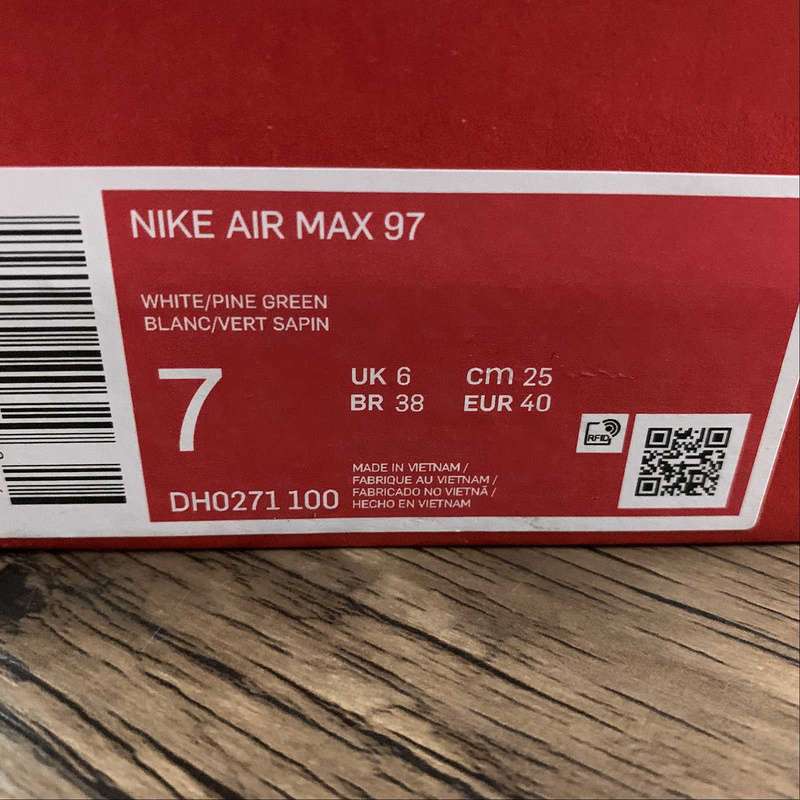 NIKE AIR MAX 97
WHITE/PINE GREEN
BLANC/VERT SAPIN
7
UK 6 cm 25
BR 38 EUR 40
RFID
DH0271 100
MADE IN VIETNAM /
FABRIQUE AU VIETNAM /
FABRICADO NO VIETNÃ /
HECHO EN VIETNAM